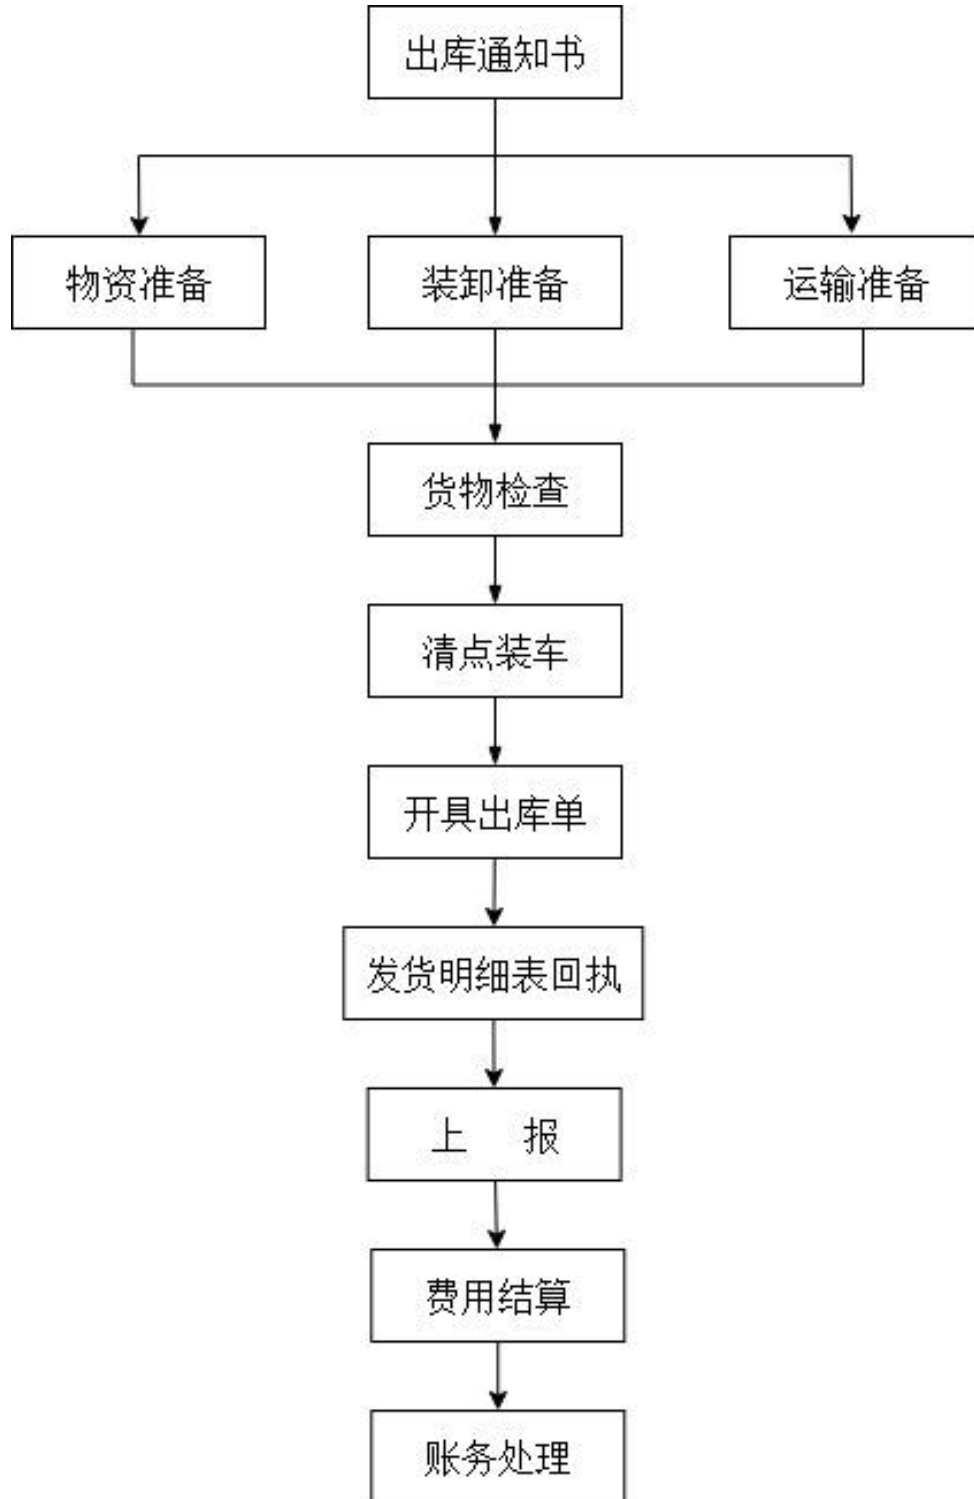 出库通知书
物资准备
装卸准备
运输准备
货物检查
清点装车
开具出库单
发货明细表回执
上 报
费用结算
账务处理